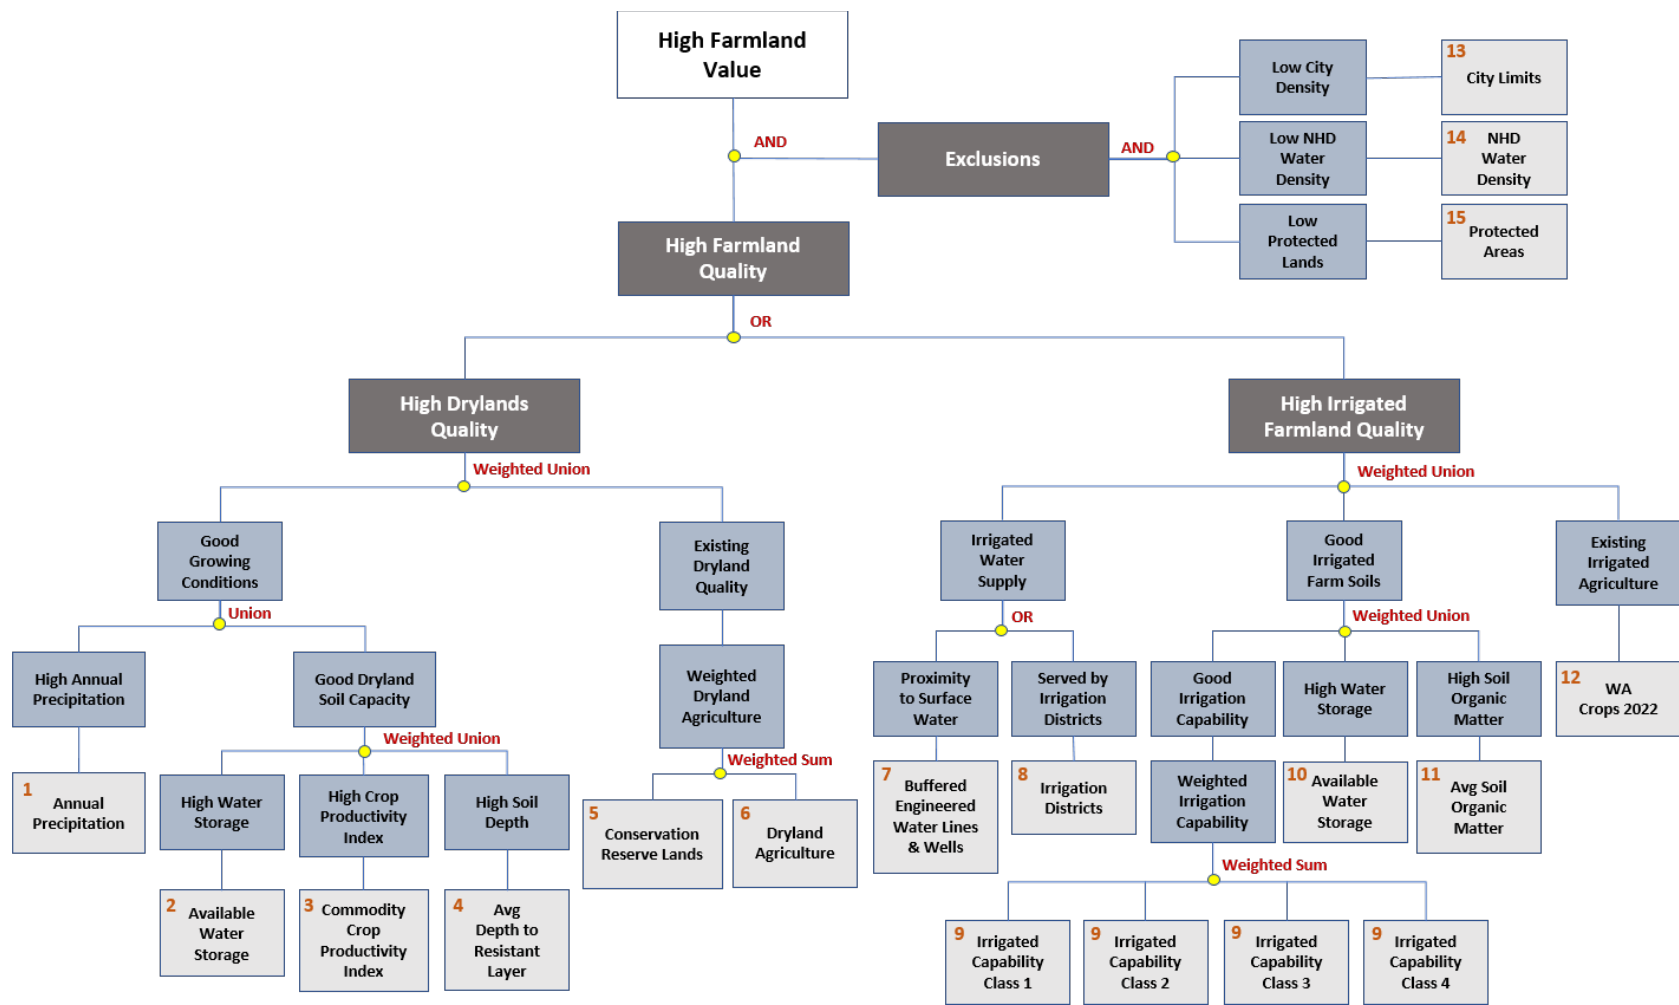 High Farmland
Value
AND
Exclusions
AND
Low City
Density
13
City Limits
Low NHD
Water
Density
14
NHD
Water
Density
Low
Protected
Lands
15
Protected
Areas
High Farmland
Quality
OR
High Drylands
Quality
Weighted Union
Good
Growing
Conditions
Union
High Annual
Precipitation
1
Annual
Precipitation
Good Dryland
Soil Capacity
Weighted Union
High Water
Storage
2
Available
Water
Storage
High Crop
Productivity
Index
3
Commodity
Crop
Productivity
Index
High Soil
Depth
4
Avg
Depth to
Resistant
Layer
Existing
Dryland
Quality
Weighted
Dryland
Agriculture
Weighted Sum
5
Conservation
Reserve Lands
6
Dryland
Agriculture
High Irrigated
Farmland Quality
Weighted Union
Irrigated
Water
Supply
OR
Proximity
to Surface
Water
7
Buffered
Engineered
Water Lines
& Wells
Served by
Irrigation
Districts
8
Irrigation
Districts
Good
Irrigated
Farm Soils
Weighted Union
Good
Irrigation
Capability
Weighted
Irrigation
Capability
Weighted Sum
9
Irrigated
Capability
Class 1
9
Irrigated
Capability
Class 2
9
Irrigated
Capability
Class 3
9
Irrigated
Capability
Class 4
High Water
Storage
10
Available
Water
Storage
High Soil
Organic
Matter
11
Avg Soil
Organic
Matter
Existing
Irrigated
Agriculture
12
WA
Crops 2022